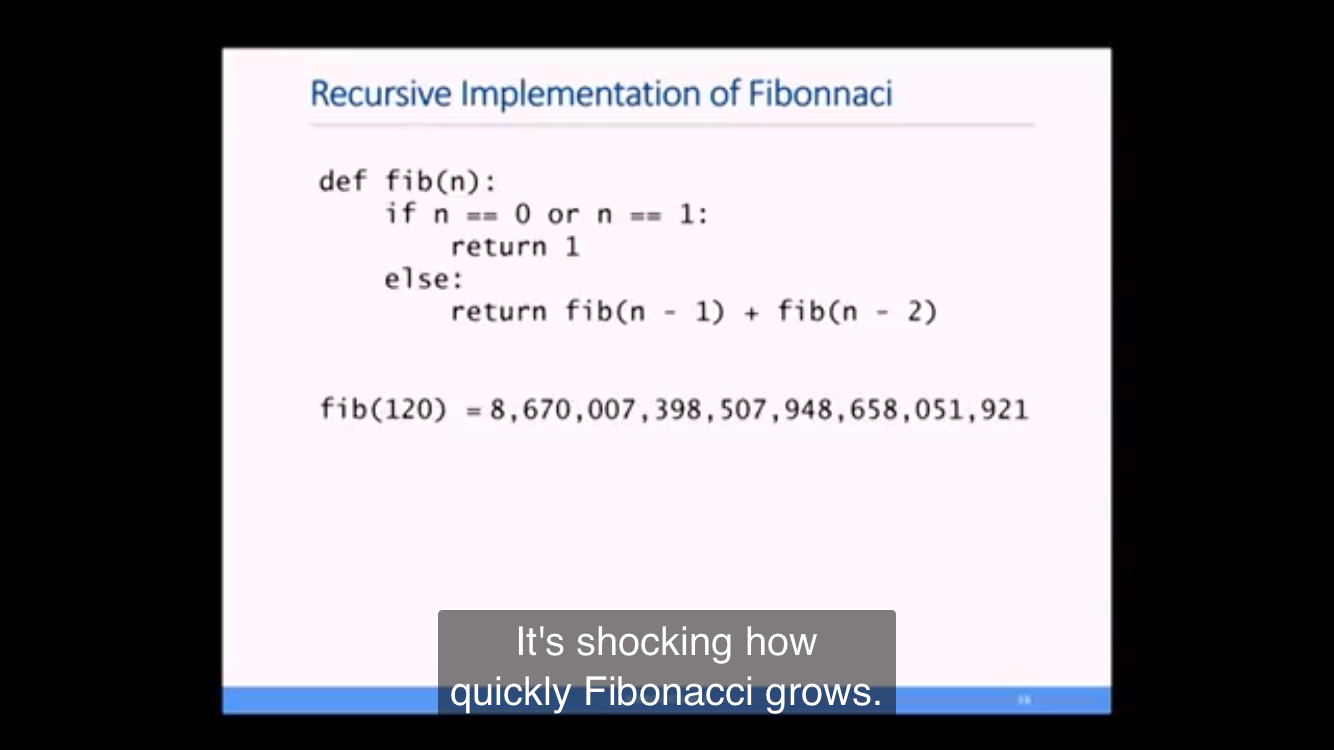 Recursive Implementation of Fibonnaci
def fib(n):
    if n == 0 or n == 1:
        return 1
    else:
        return fib(n - 1) + fib(n - 2)
fib(120) = 8,670,007,398,507,948,658,051,921
It's shocking how
quickly Fibonacci grows.